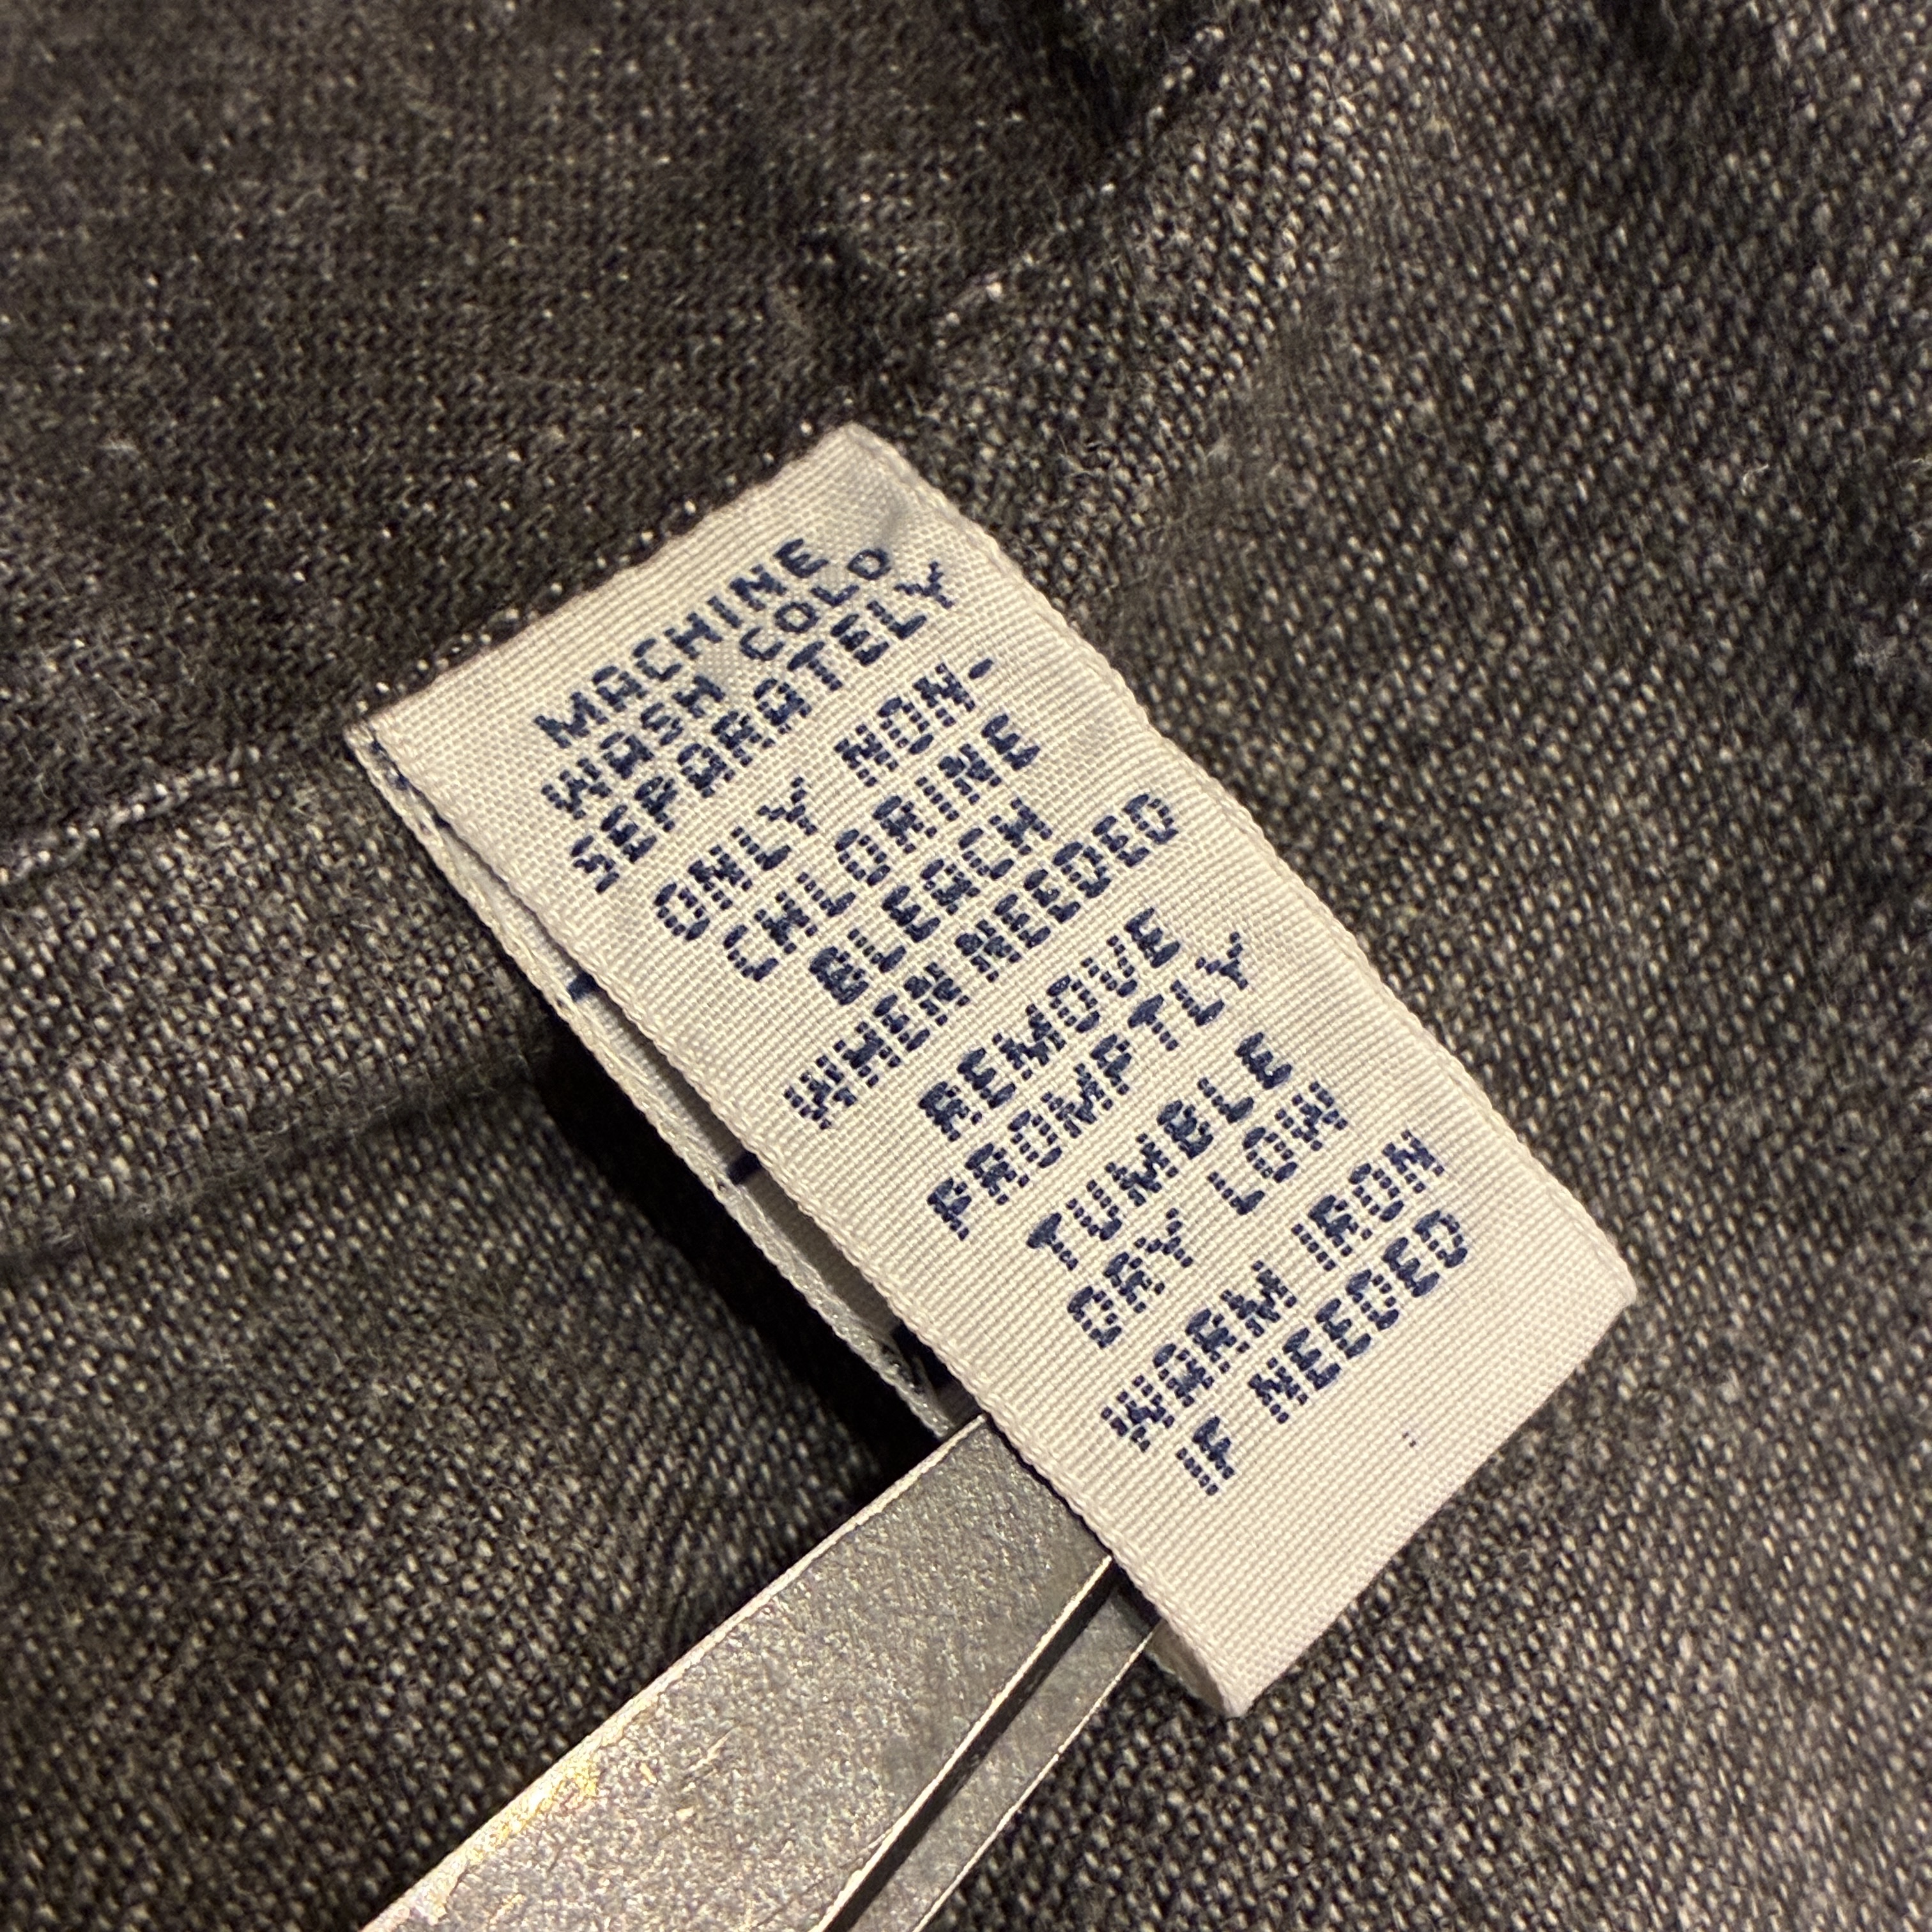 MACHINE
WASH COLD
SEPARATELY
ONLY NON-
CHLORINE
BLEACH
WHEN NEEDED
REMOVE
PROMPTLY
TUMBLE
DRY LOW
WARM IRON
IF NEEDED